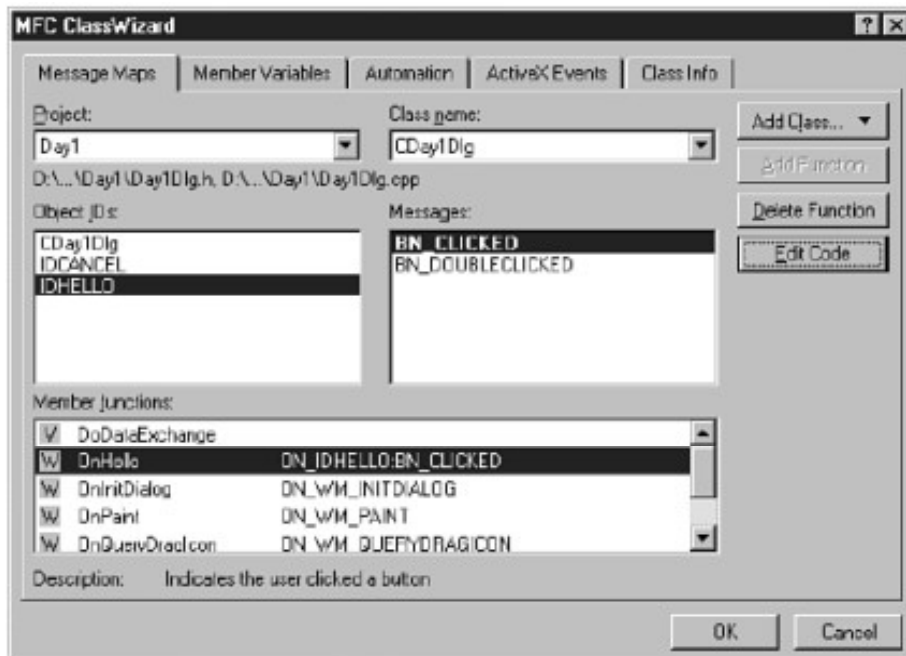 MFC ClassWizard
Message Maps Member Variables Automation ActiveX Events Class Info
Project:
Day1
Class name:
CDay1Dlg
D:\...\Day1\Day1Dlg.h, D:\...\Day1\Day1Dlg.cpp
Object IDs:
CDay1Dlg
IDCANCEL
IDHELLO
Messages:
BN_CLICKED
BN_DOUBLECLICKED
Add Class...
Add Function
Delete Function
Edit Code
Member functions:
V DoDataExchange
W OnHello ON_IDHELLO:BN_CLICKED
W OnInitDialog ON_WM_INITDIALOG
W OnPaint ON_WM_PAINT
W OnQueryDragIcon ON_WM_QUERYDRAGICON
Description: Indicates the user clicked a button
OK Cancel